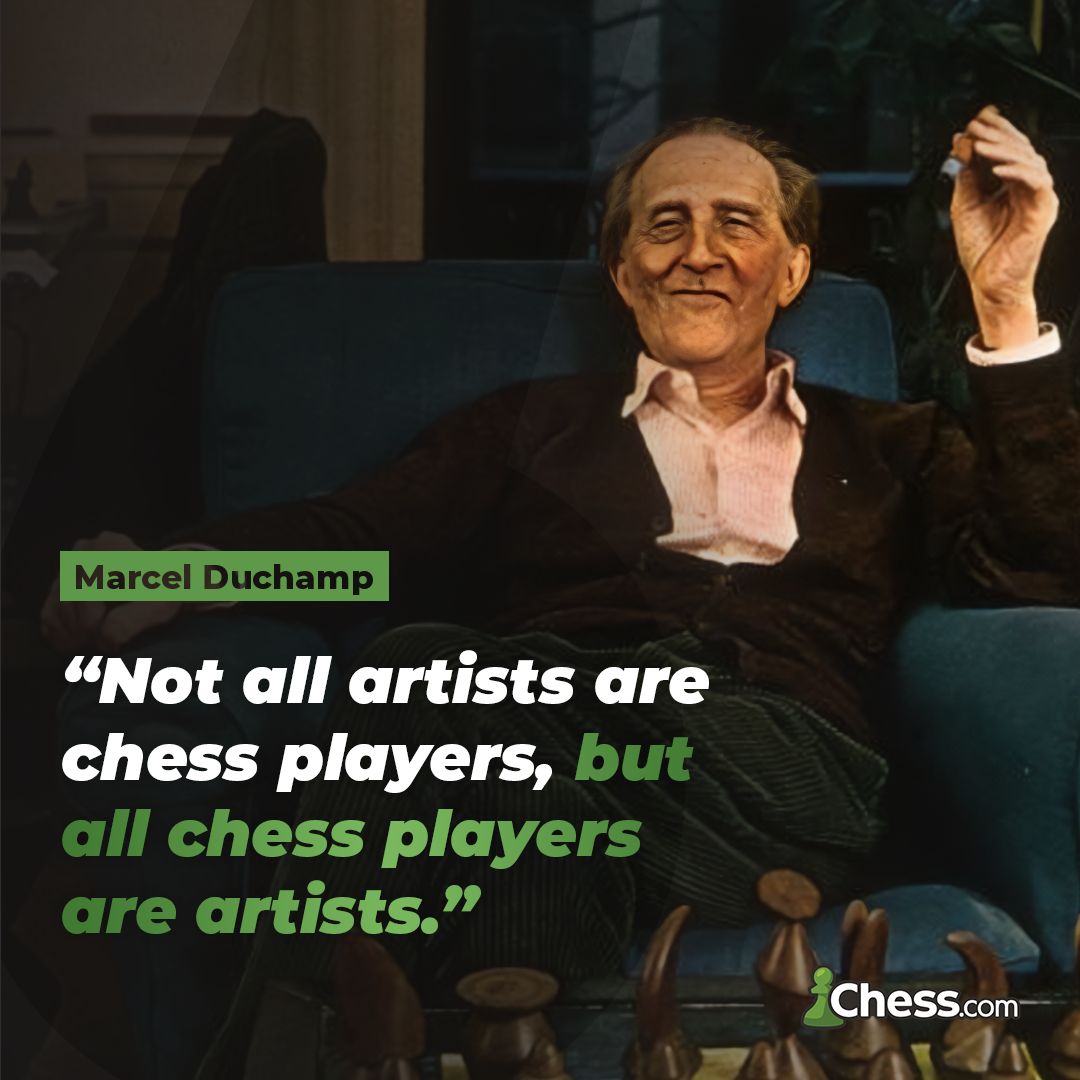 Marcel Duchamp
“Not all artists are
chess players, but
all chess players
are artists.”
Chess.com